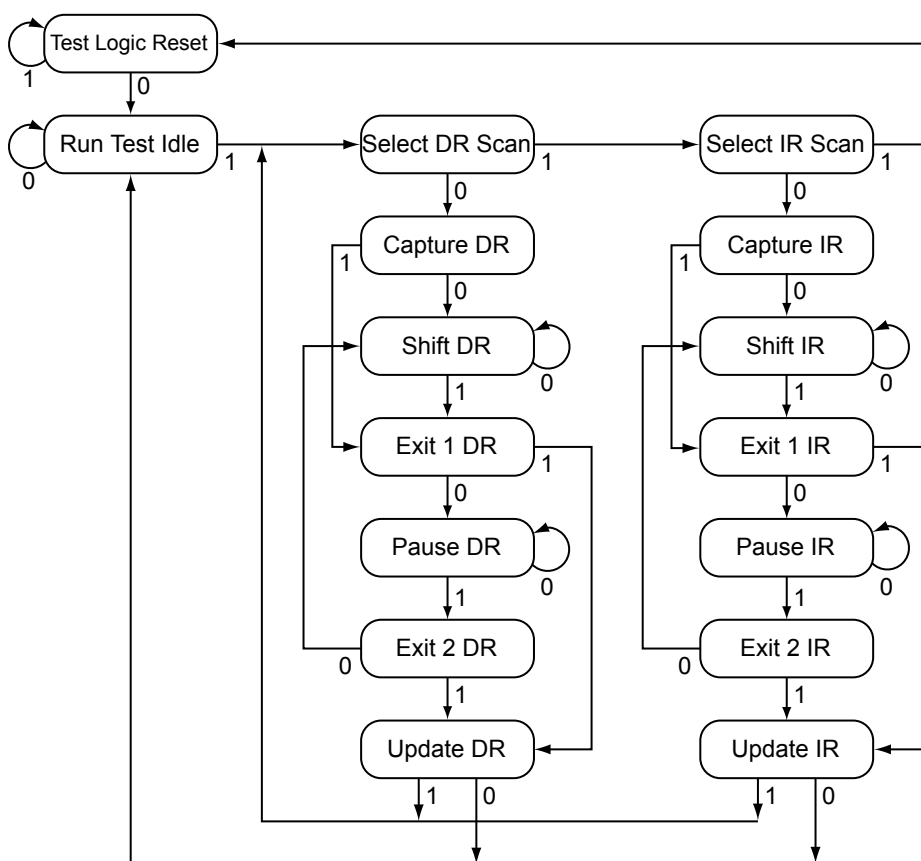 Test Logic Reset
1
0
Run Test Idle
0
1
Select DR Scan
1
Select IR Scan
1
0
0
Capture DR
1
0
Capture IR
1
0
Shift DR
0
1
Shift IR
0
1
Exit 1 DR
1
0
Exit 1 IR
1
0
Pause DR
0
1
Pause IR
0
1
Exit 2 DR
0
1
Exit 2 IR
0
1
Update DR
1
0
Update IR
1
0